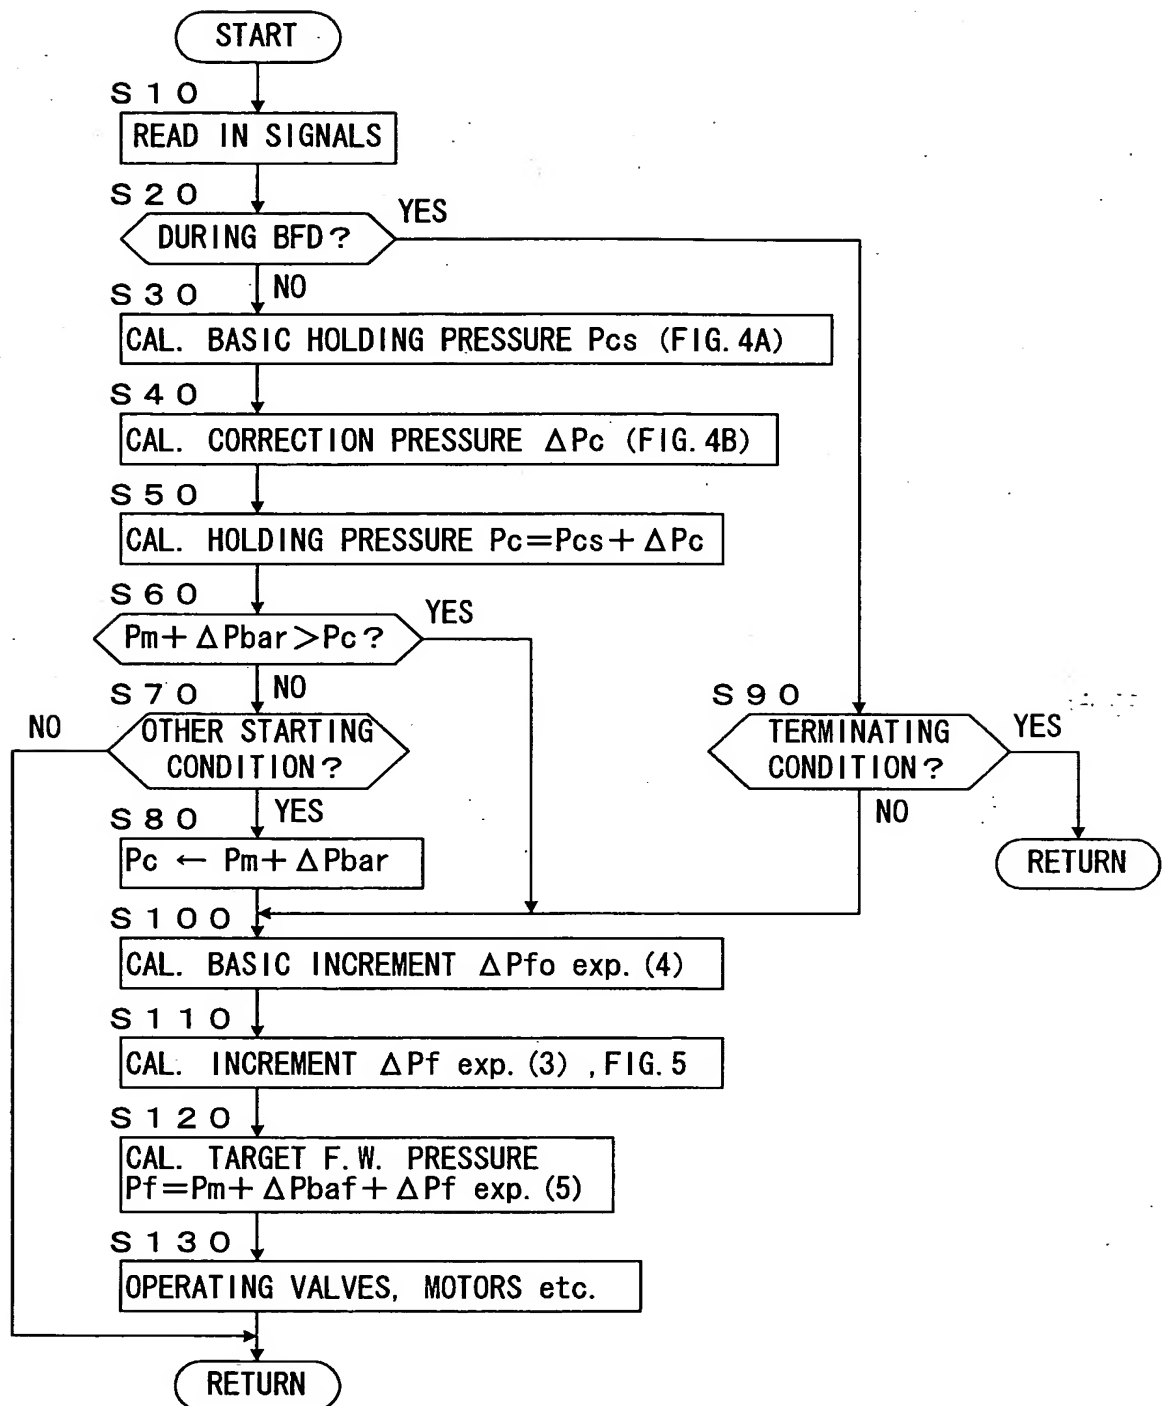 START
S10
READ IN SIGNALS
S20
DURING BFD?
YES
NO
S30
CAL. BASIC HOLDING PRESSURE Pcs (FIG.4A)
S40
CAL. CORRECTION PRESSURE ΔPc (FIG.4B)
S50
CAL. HOLDING PRESSURE Pc=Pcs+ΔPc
S60
Pm+ΔPbar>Pc?
YES
NO
S70
OTHER STARTING
CONDITION?
NO
YES
S80
Pc ← Pm+ΔPbar
S90
TERMINATING
CONDITION?
YES
NO
RETURN
S100
CAL. BASIC INCREMENT ΔPfo exp.(4)
S110
CAL. INCREMENT ΔPf exp.(3) ,FIG.5
S120
CAL. TARGET F.W. PRESSURE
Pf=Pm+ΔPbaf+ΔPf exp.(5)
S130
OPERATING VALVES, MOTORS etc.
RETURN